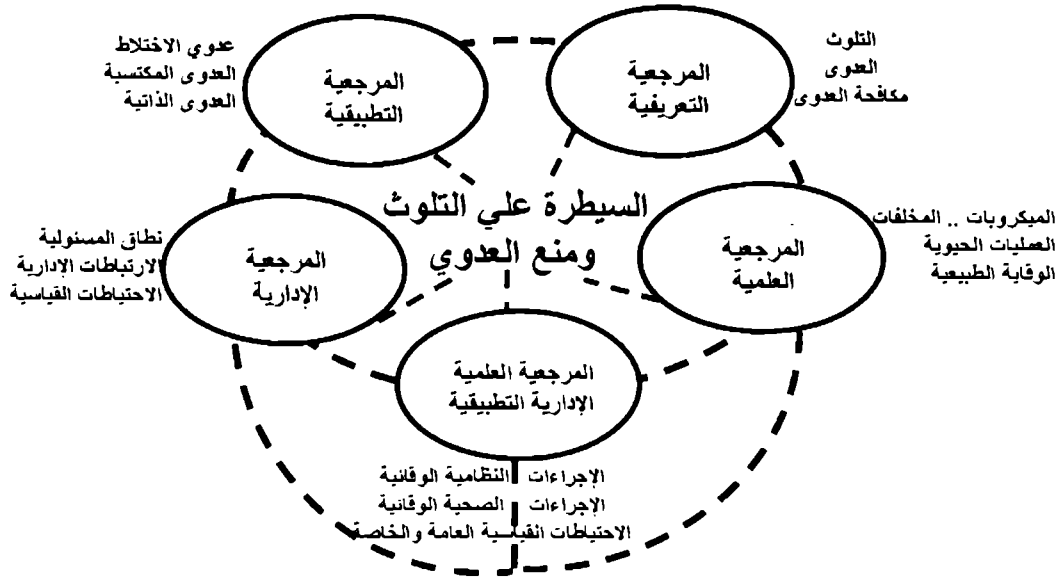 التلوث
العدوى
مكافحة العدوى
المرجعية
التعريفية
عدوي الاختلاط
العدوى المكتسبة
العدوى الذاتية
المرجعية
التطبيقية
السيطرة علي التلوث
ومنع العدوي
الميكروبات .. المخلفات
العمليات الحيوية
الوقاية الطبيعية
المرجعية
العلمية
المرجعية
الإدارية
نطاق المسئولية
الارتباطات الإدارية
الاحتياطات القياسية
المرجعية العلمية
الإدارية التطبيقية
الإجراءات النظامية الوقائية
الإجراءات الصحية الوقائية
الاحتياطات القياسية العامة والخاصة